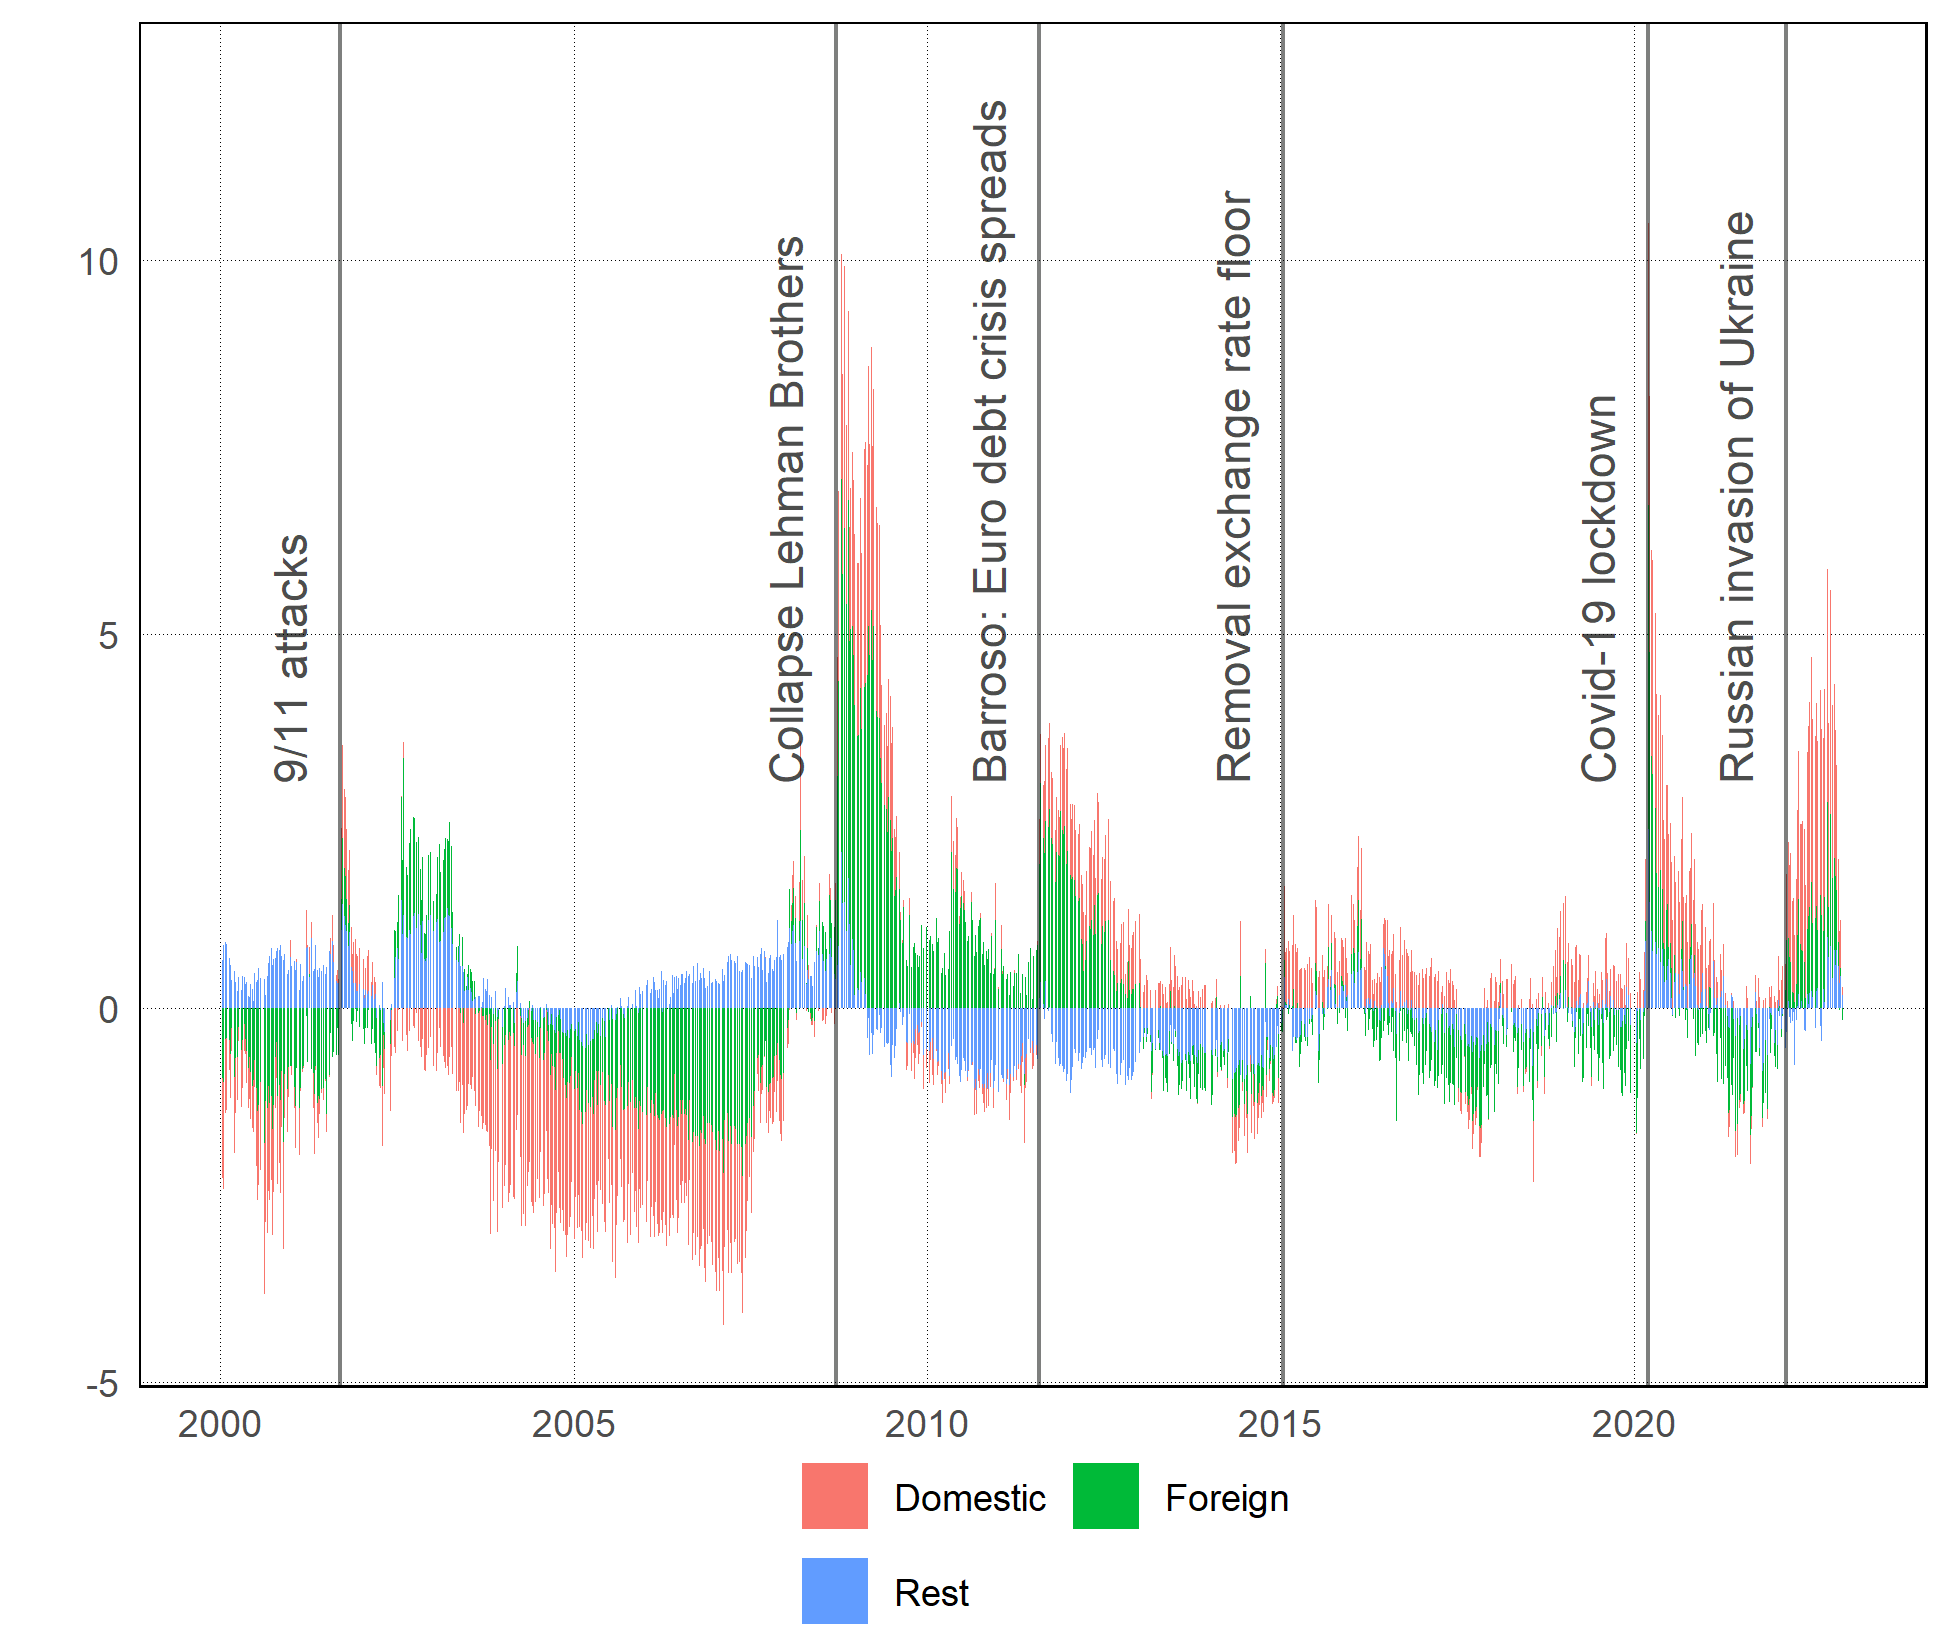 10
5
0
-5
9/11 attacks
Collapse Lehman Brothers
Barroso: Euro debt crisis spreads
Removal exchange rate floor
Covid-19 lockdown
Russian invasion of Ukraine
2000 2005 2010 2015 2020
Domestic Foreign
Rest